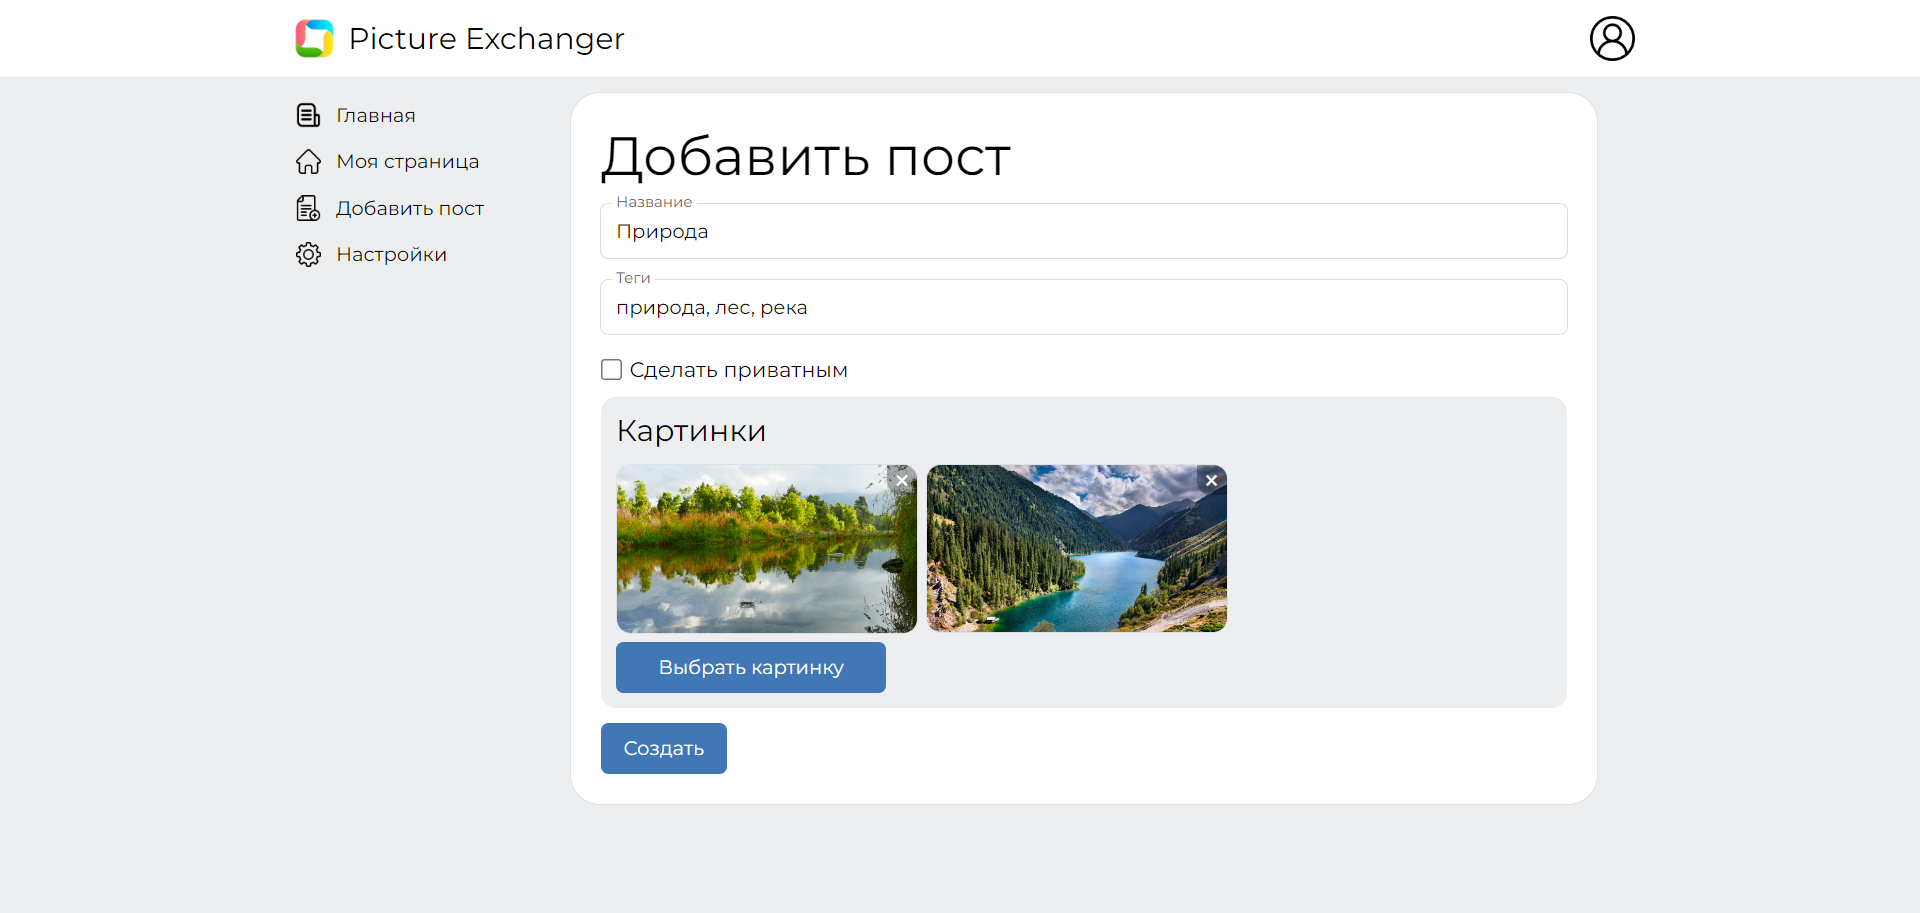 Picture Exchanger
Главная
Моя страница
Добавить пост
Настройки
Добавить пост
Название
Природа
Теги
природа, лес, река
Сделать приватным
Картинки
Выбрать картинку
Создать